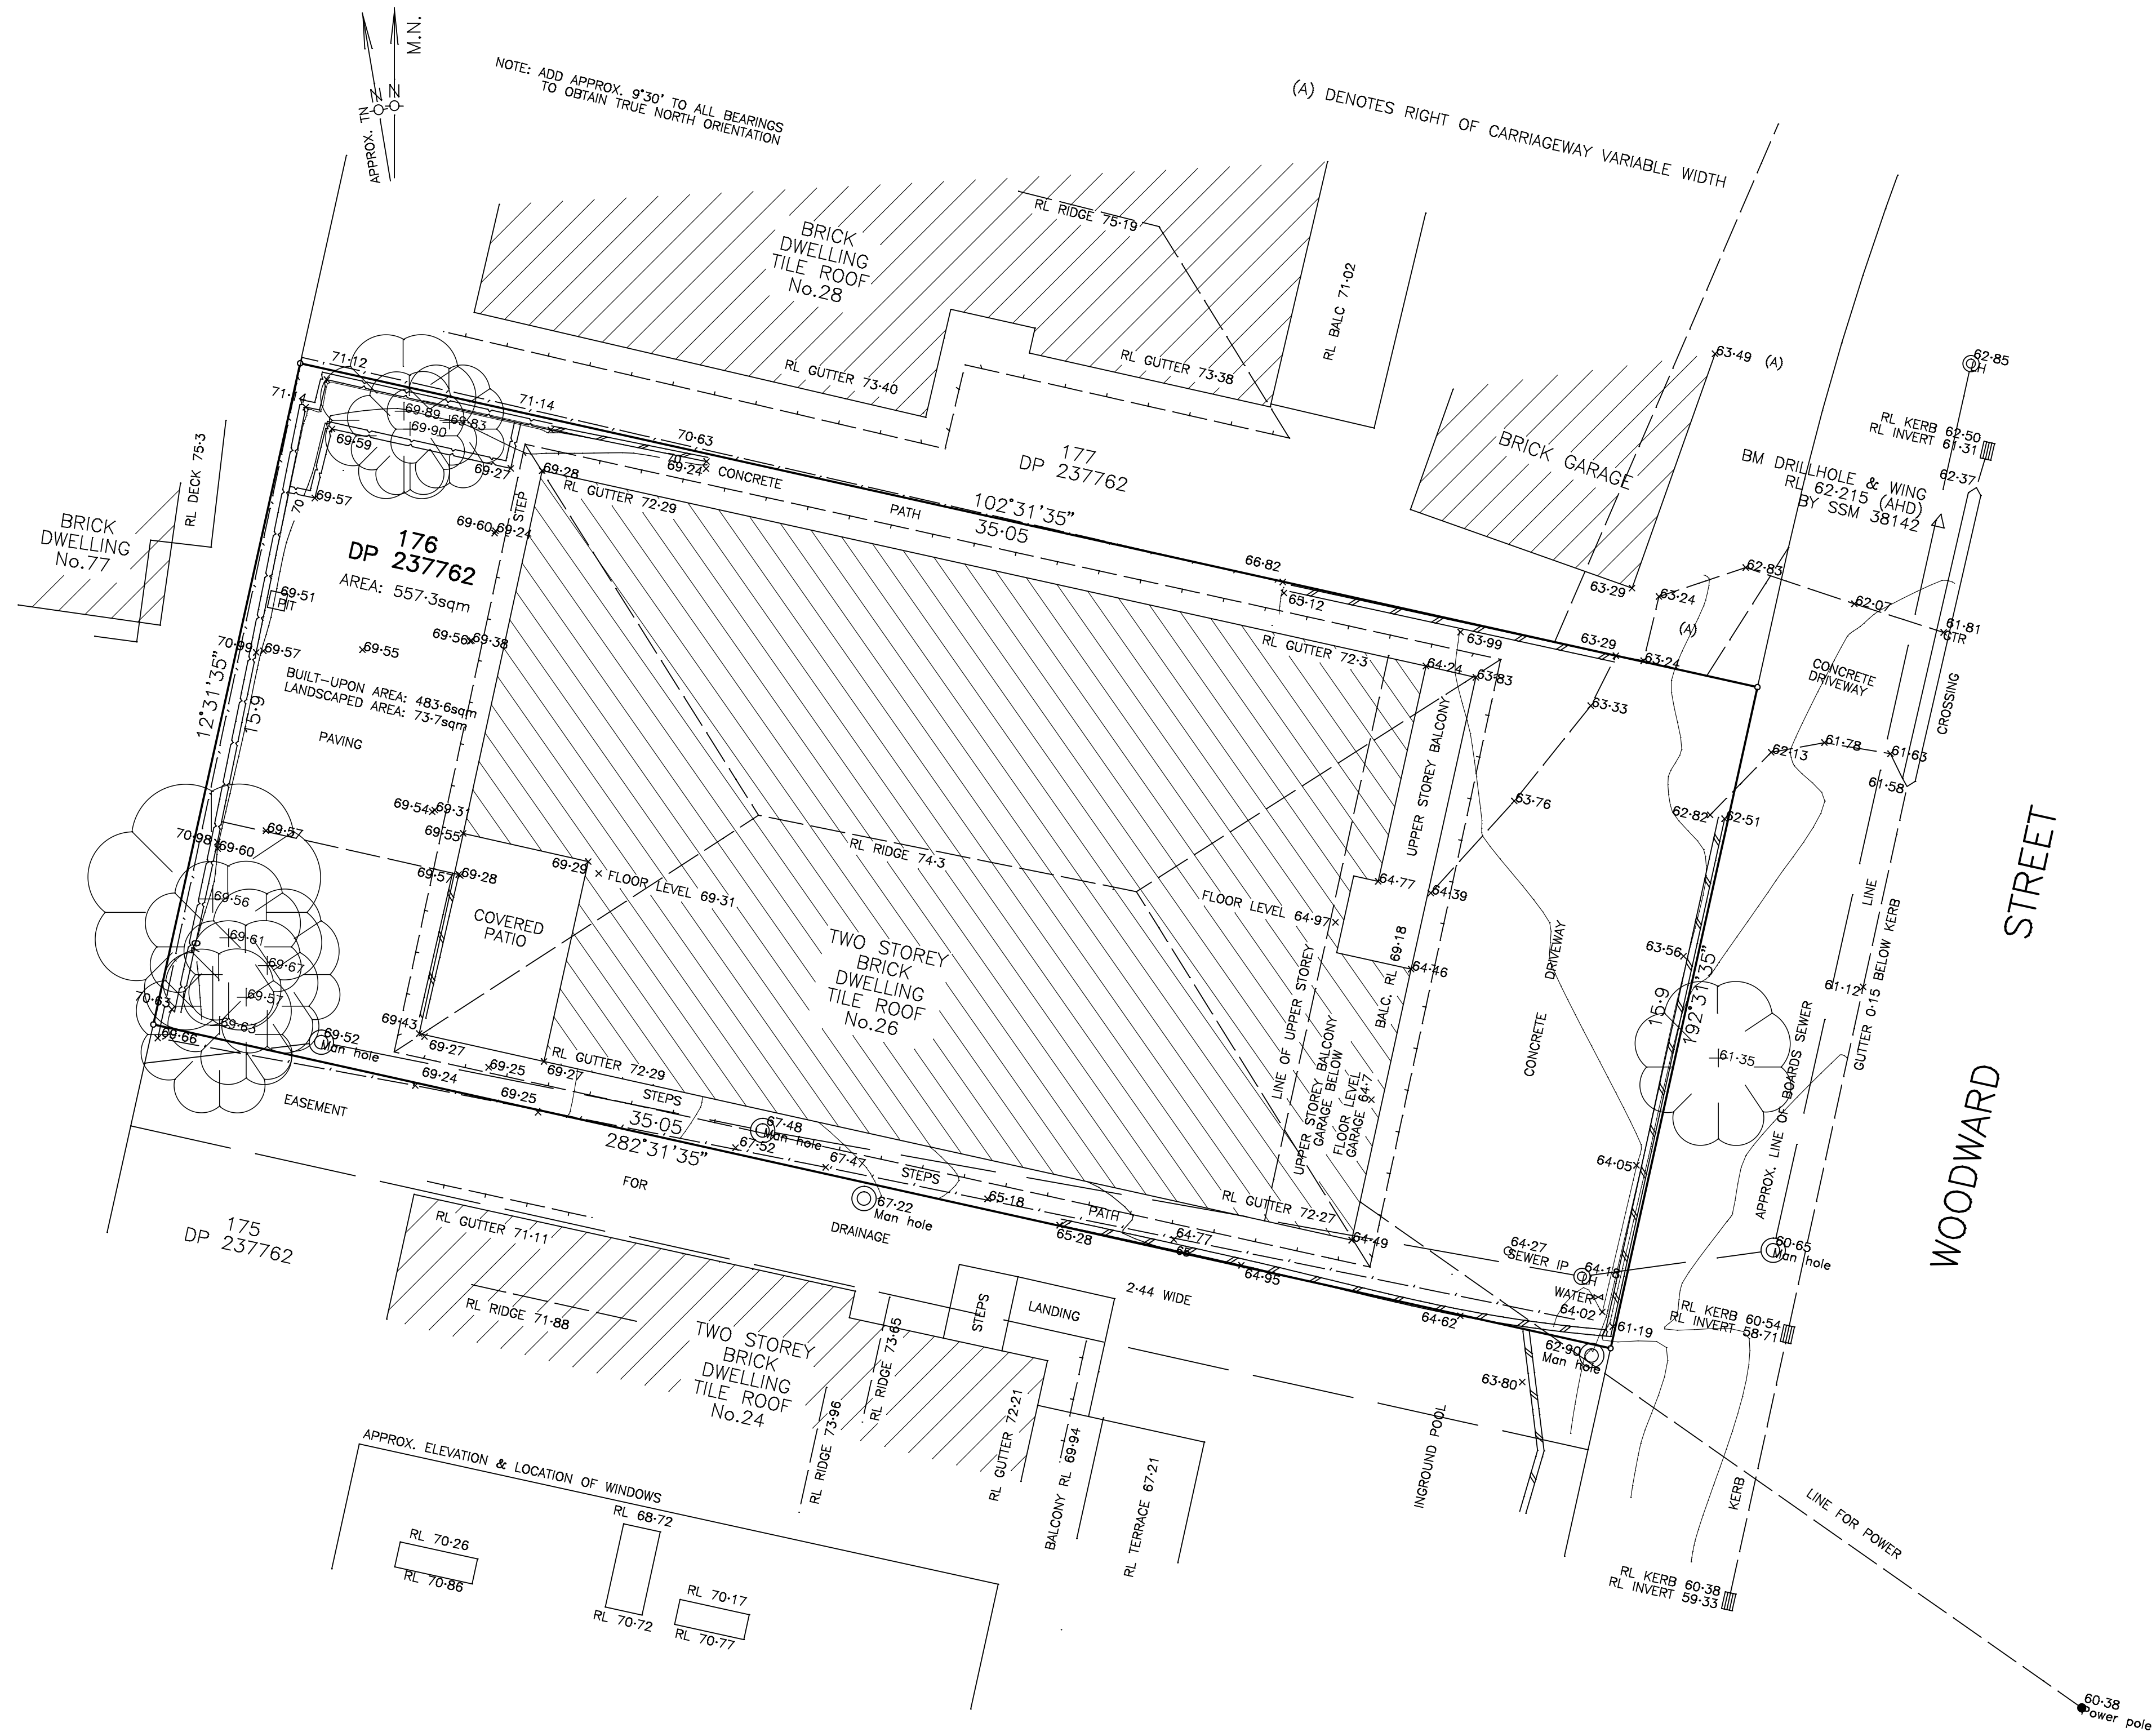 M.N.
APPROX. TN
N
N
NOTE: ADD APPROX. 9°30' TO ALL BEARINGS
TO OBTAIN TRUE NORTH ORIENTATION
(A) DENOTES RIGHT OF CARRIAGEWAY VARIABLE WIDTH
BRICK
DWELLING
TILE ROOF
No.28
RL RIDGE 75·19
RL BALC 71·02
RL GUTTER 73·40
RL GUTTER 73·38
177
DP 237762
BRICK GARAGE
63·49 (A)
62·85
LH
RL KERB 62·50
RL INVERT 61·31
62·37
BM DRILLHOLE & WING
RL 62·215 (AHD)
BY SSM 38142
71·12
71·14
71·14
70·63
70
69·24
69·89
69·83
69·90
69·59
69·27
69·28
69·57
70
RL DECK 75·3
BRICK
DWELLING
No.77
CONCRETE
PATH
102°31'35"
35·05
RL GUTTER 72·29
STEP
69·60
69·24
176
DP 237762
AREA: 557·3sqm
69·51
PIT
70·99
69·57
69·55
69·56
69·38
BUILT-UPON AREA: 483·6sqm
LANDSCAPED AREA: 73·7sqm
PAVING
12°31'35"
15·9
66·82
65·12
63·99
63·29
63·24
63·29
63·24
(A)
62·83
62·07
61·81
GTR
CONCRETE
DRIVEWAY
CROSSING
RL GUTTER 72·3
64·24
63·83
63·33
62·13
61·78
61·63
61·58
UPPER STOREY BALCONY
63·76
62·82
62·51
69·54
69·31
69·55
69·57
70·98
69·60
69·57
69·28
69·29
FLOOR LEVEL 69·31
RL RIDGE 74·3
FLOOR LEVEL 64·97
64·77
64·39
69·56
69·61
70
69·67
69·57
70·63
69·63
69·66
69·52
Man hole
COVERED
PATIO
TWO STOREY
BRICK
DWELLING
TILE ROOF
No.26
BALC. RL 69·18
64·46
LINE OF UPPER STOREY
UPPER STOREY BALCONY
GARAGE BELOW
FLOOR LEVEL
GARAGE 64·7
CONCRETE DRIVEWAY
63·56
15·9
192°31'35"
61·35
61·12
LINE
GUTTER 0·15 BELOW KERB
APPROX. LINE OF BOARDS SEWER
WOODWARD STREET
69·43
69·27
69·25
69·27
RL GUTTER 72·29
69·24
69·25
STEPS
35·05
282°31'35"
67·48
Man hole
67·52
67·47
STEPS
65·18
67·22
Man hole
PATH
RL GUTTER 72·27
65·28
64·77
65
64·95
64·49
64·27
SEWER IP
64·18
LH
WATER
64·02
64·05
64·62
61·19
60·65
Man hole
62·90
Man hole
63·80
EASEMENT
FOR
DRAINAGE
2·44 WIDE
175
DP 237762
RL GUTTER 71·11
RL RIDGE 71·88
TWO STOREY
BRICK
DWELLING
TILE ROOF
No.24
RL RIDGE 73·65
RL RIDGE 73·96
STEPS
LANDING
RL GUTTER 72·21
BALCONY RL 69·94
RL TERRACE 67·21
INGROUND POOL
RL KERB 60·54
RL INVERT 58·71
KERB
LINE FOR POWER
RL KERB 60·38
RL INVERT 59·33
60·38
Power pole
APPROX. ELEVATION & LOCATION OF WINDOWS
RL 70·26
RL 70·86
RL 68·72
RL 70·72
RL 70·17
RL 70·77